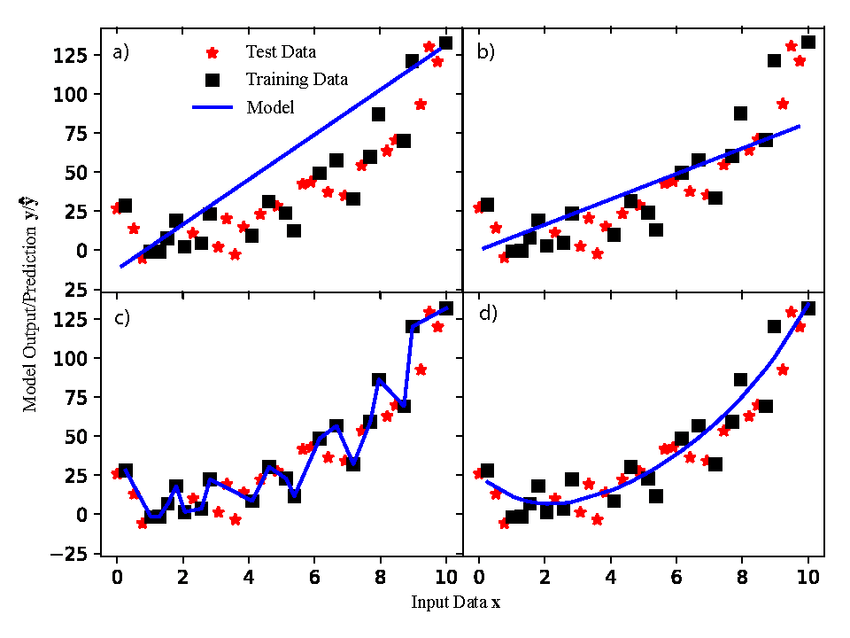 a)
Test Data
Training Data
Model
b)
125
100
75
50
25
0
25
c)
d)
125
100
75
50
25
0
−25
0 2 4 6 8 10 0 2 4 6 8 10
Model Output/Prediction y/ŷ
Input Data x